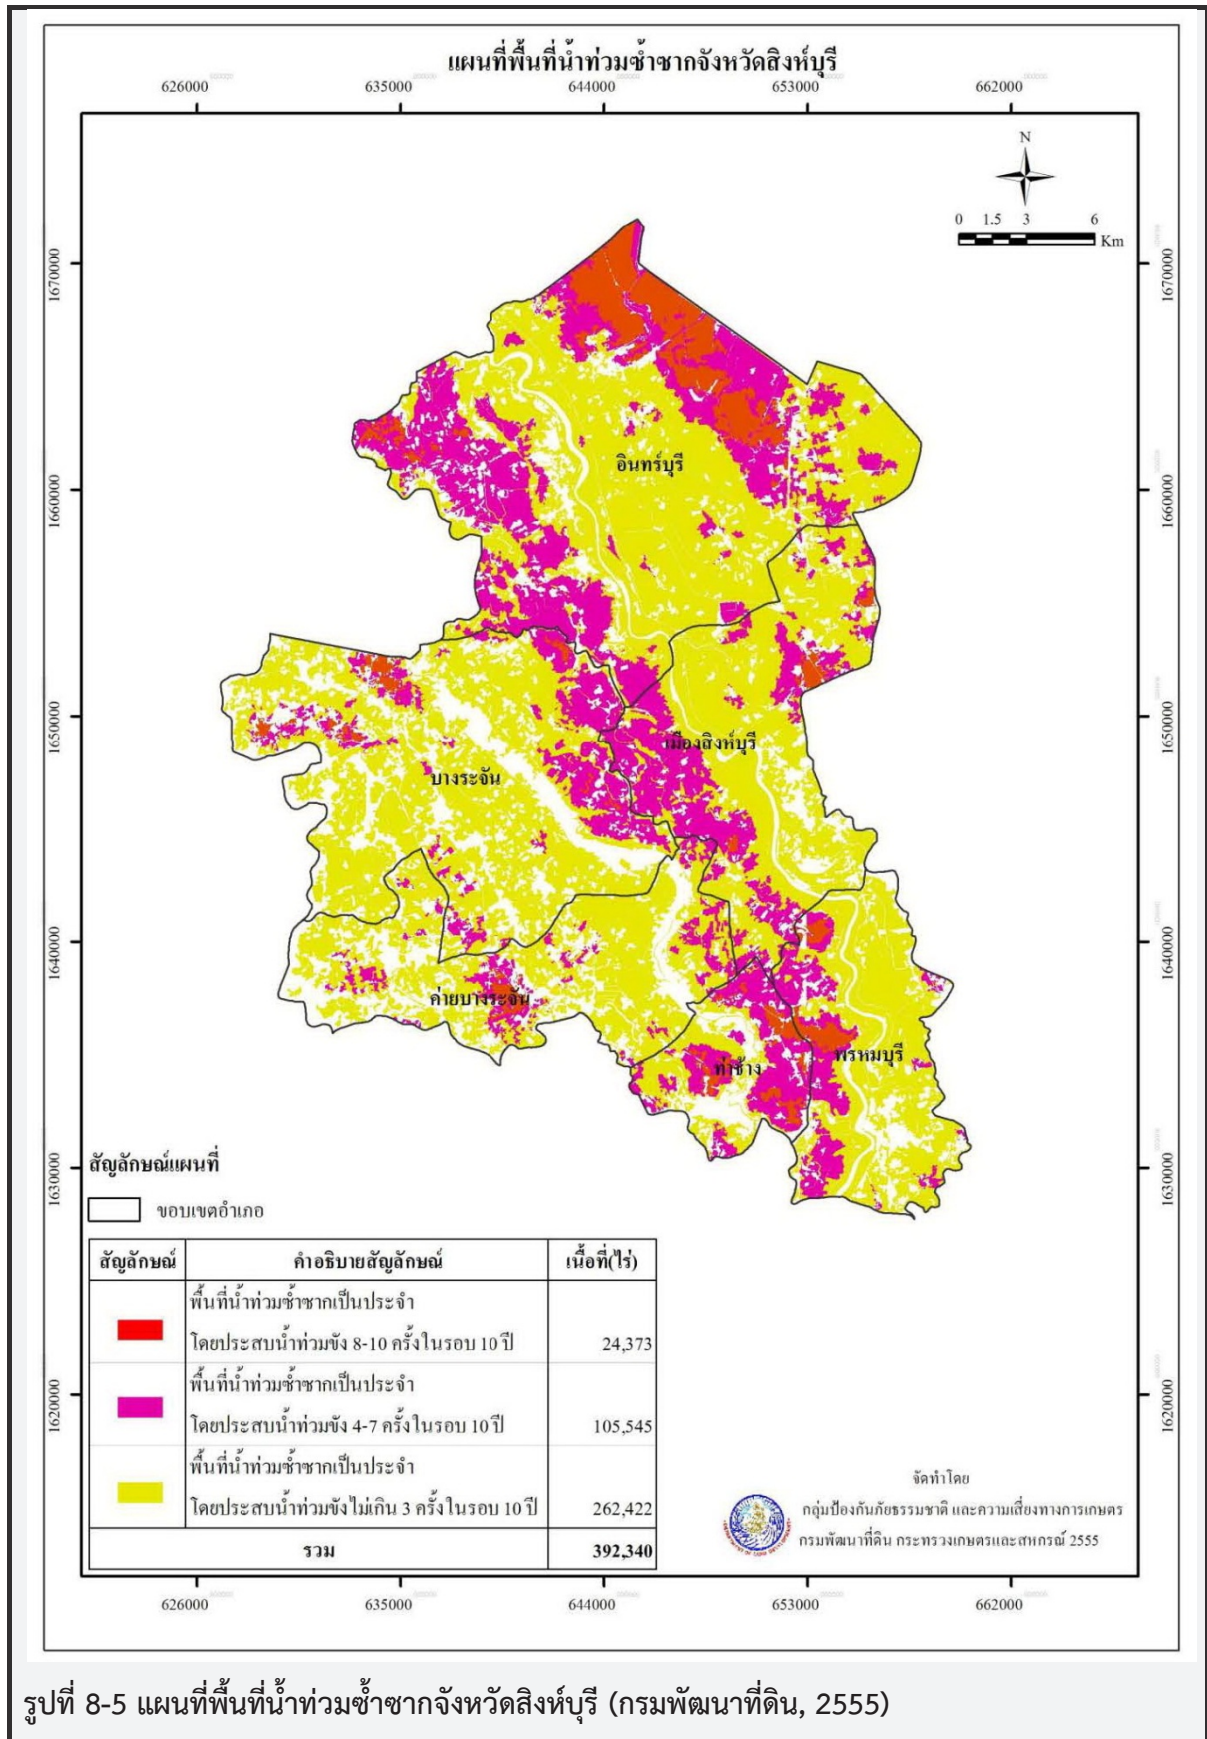 แผนที่พื้นที่น้ำท่วมซ้ำซากจังหวัดสิงห์บุรี
626000 635000 644000 653000 662000
N
0 1.5 3 6
Km
1670000 1670000
1660000 1660000
1650000 1650000
1640000 1640000
1630000 1630000
1620000 1620000
อินทร์บุรี
เมืองสิงห์บุรี
บางระจัน
ค่ายบางระจัน
พรหมบุรี
ท่าช้าง
สัญลักษณ์แผนที่
ขอบเขตอำเภอ
สัญลักษณ์ คำอธิบายสัญลักษณ์ เนื้อที่(ไร่)
พื้นที่น้ำท่วมซ้ำซากเป็นประจำ
โดยประสบน้ำท่วมขัง 8-10 ครั้งในรอบ 10 ปี 24,373
พื้นที่น้ำท่วมซ้ำซากเป็นประจำ
โดยประสบน้ำท่วมขัง 4-7 ครั้งในรอบ 10 ปี 105,545
พื้นที่น้ำท่วมซ้ำซากเป็นประจำ
โดยประสบน้ำท่วมขังไม่เกิน 3 ครั้งในรอบ 10 ปี 262,422
รวม 392,340
จัดทำโดย
กลุ่มป้องกันภัยธรรมชาติ และความเสี่ยงทางการเกษตร
กรมพัฒนาที่ดิน กระทรวงเกษตรและสหกรณ์ 2555
626000 635000 644000 653000 662000
รูปที่ 8-5 แผนที่พื้นที่น้ำท่วมซ้ำซากจังหวัดสิงห์บุรี (กรมพัฒนาที่ดิน, 2555)